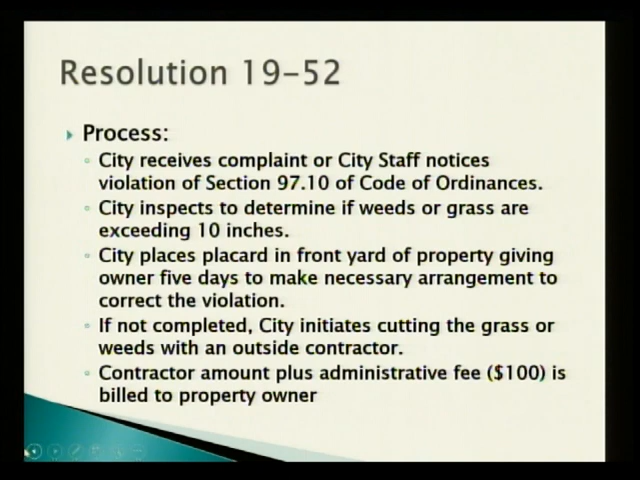 Resolution 19-52
Process:
City receives complaint or City Staff notices
violation of Section 97.10 of Code of Ordinances.
City inspects to determine if weeds or grass are
exceeding 10 inches.
City places placard in front yard of property giving
owner five days to make necessary arrangement to
correct the violation.
If not completed, City initiates cutting the grass or
weeds with an outside contractor.
Contractor amount plus administrative fee ($100) is
billed to property owner